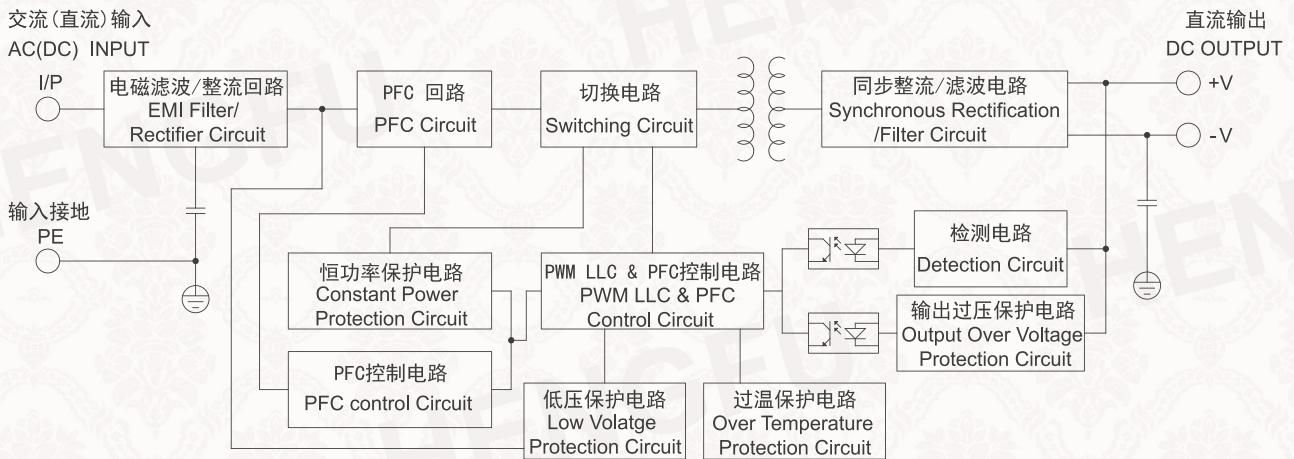 交流(直流)输入
AC(DC) INPUT
I/P
电磁滤波/整流回路
EMI Filter/
Rectifier Circuit
PFC 回路
PFC Circuit
切换电路
Switching Circuit
同步整流/滤波电路
Synchronous Rectification
/Filter Circuit
直流输出
DC OUTPUT
+V
-V
输入接地
PE
恒功率保护电路
Constant Power
Protection Circuit
PWM LLC & PFC控制电路
PWM LLC & PFC
Control Circuit
检测电路
Detection Circuit
输出过压保护电路
Output Over Voltage
Protection Circuit
PFC控制电路
PFC control Circuit
低压保护电路
Low Volatge
Protection Circuit
过温保护电路
Over Temperature
Protection Circuit
HENGFU
HENGFU
HEN
HENGFU